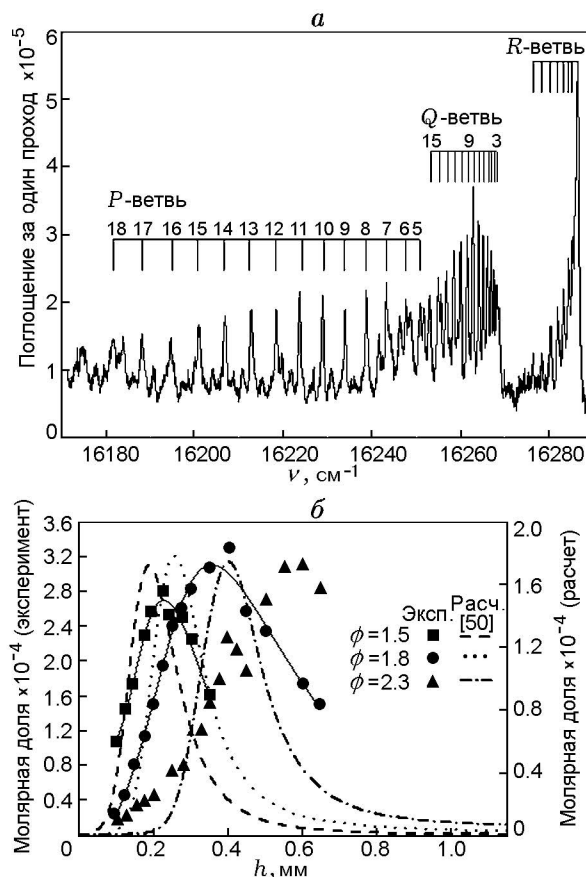 а
Поглощение за один проход ×10⁻⁵
6
5
4
3
2
1
0
R-ветвь
Q-ветвь
15 9 3
P-ветвь
18 17 16 15 14 13 12 11 10 9 8 7 6 5
16190 16200 16220 16240 16260 16280
ν, см⁻¹
б
Молярная доля ×10⁻⁴ (эксперимент)
3.6
3.2
2.8
2.4
2.0
1.6
1.2
0.8
0.4
Эксп. Расч. [50]
ϕ=1.5
ϕ=1.8
ϕ=2.3
2.0
1.6
1.2
0.8
0.4
0
Молярная доля ×10⁻⁴ (расчет)
0 0.2 0.4 0.6 0.8 1.0
h, мм